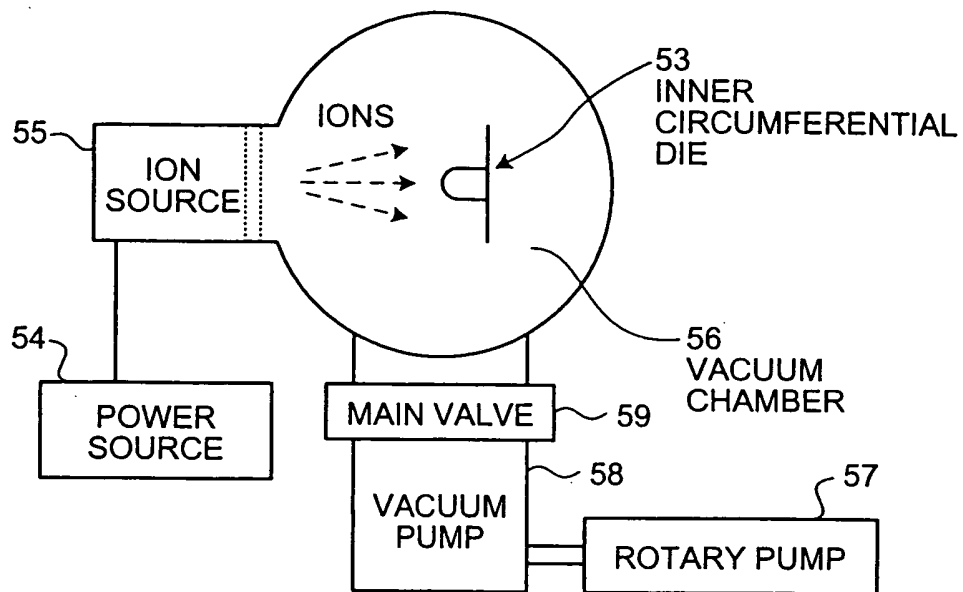 53
INNER
CIRCUMFERENTIAL
DIE
IONS
55
ION
SOURCE
54
POWER
SOURCE
56
VACUUM
CHAMBER
MAIN VALVE
59
58
VACUUM
PUMP
57
ROTARY PUMP